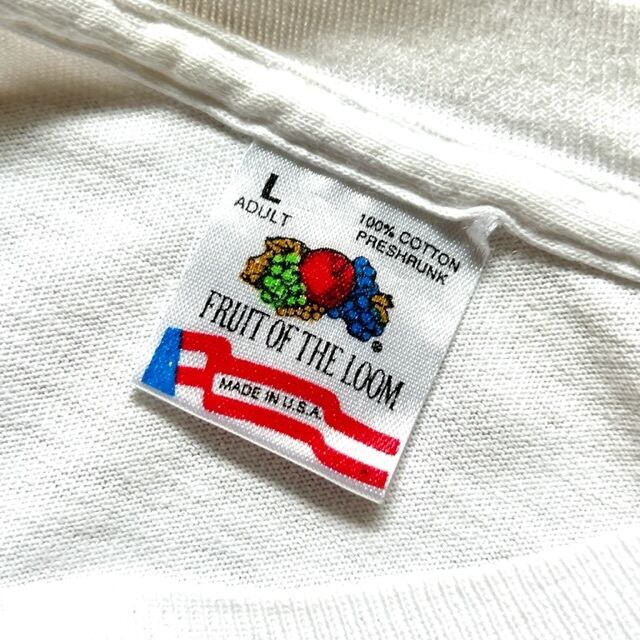 L
ADULT
100% COTTON
PRESHRUNK
FRUIT OF THE LOOM
®
MADE IN U.S.A.